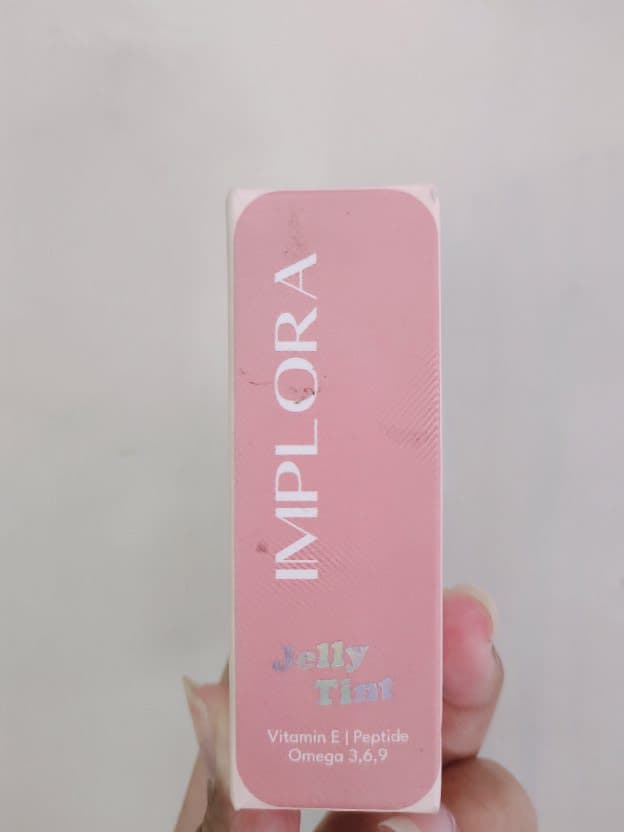 IMPLORA
Jelly
Tint
Vitamin E | Peptide
Omega 3,6,9